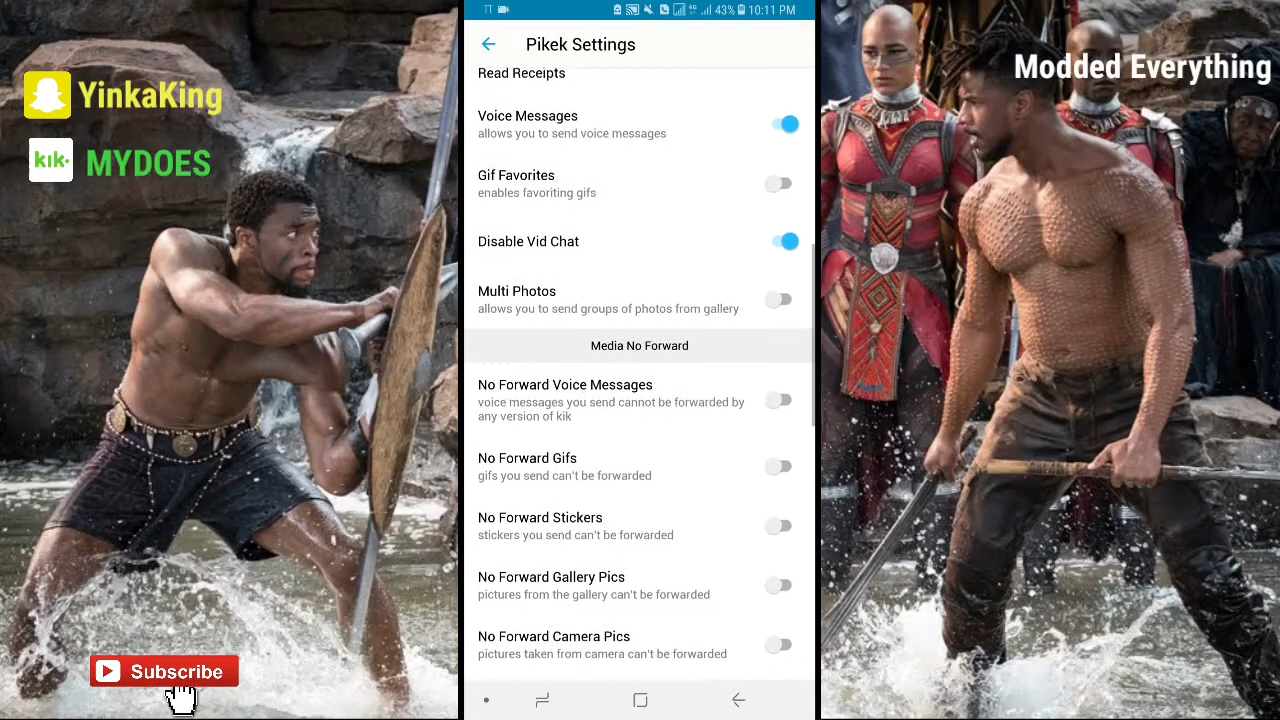 YinkaKing
kik·
MYDOES
43% 10:11 PM
Pikek Settings
Read Receipts
Voice Messages
allows you to send voice messages
Gif Favorites
enables favoriting gifs
Disable Vid Chat
Multi Photos
allows you to send groups of photos from gallery
Media No Forward
No Forward Voice Messages
voice messages you send cannot be forwarded by
any version of kik
No Forward Gifs
gifs you send can't be forwarded
No Forward Stickers
stickers you send can't be forwarded
No Forward Gallery Pics
pictures from the gallery can't be forwarded
No Forward Camera Pics
pictures taken from camera can't be forwarded
Modded Everything
Subscribe